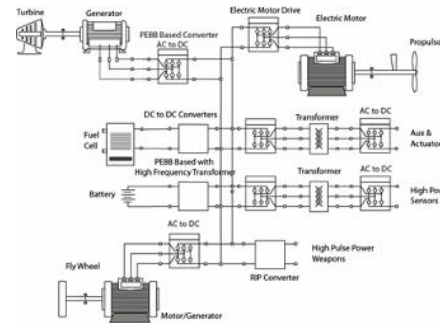 Turbine
Generator
PEBB Based Converter
AC to DC
Electric Motor Drive
Electric Motor
Propulso
DC to DC Converters
Fuel
Cell
PEBB Based with
High Frequency Transformer
Transformer
AC to DC
Aux &
Actuator
Battery
Transformer
AC to DC
High Pow
Sensors
AC to DC
Fly Wheel
Motor/Generator
High Pulse Power
Weapons
RIP Converter